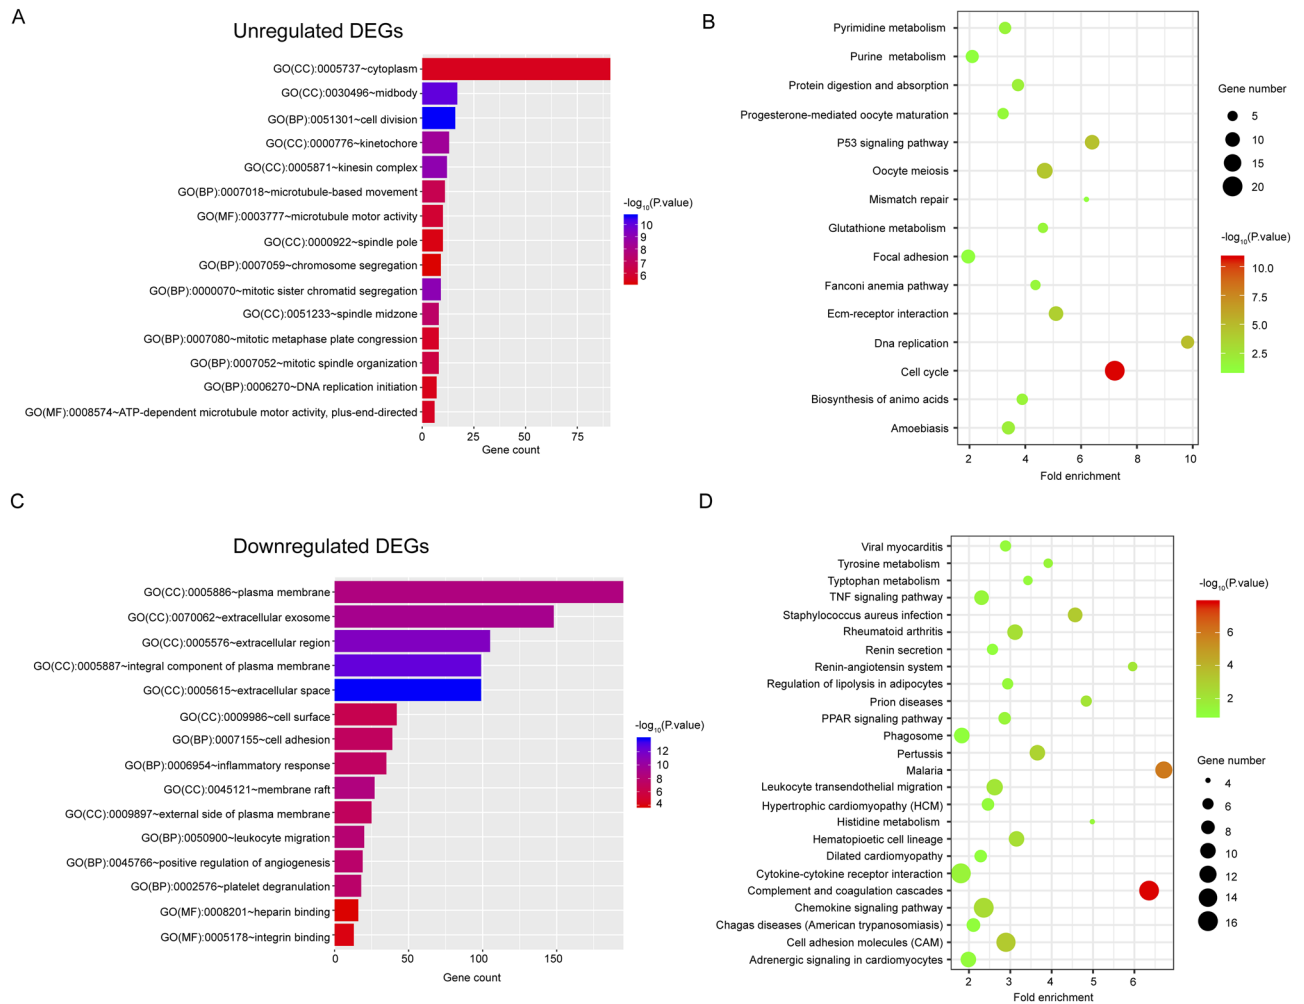 A
Unregulated DEGs
GO(CC):0005737~cytoplasm
GO(CC):0030496~midbody
GO(BP):0051301~cell division
GO(CC):0000776~kinetochore
GO(CC):0005871~kinesin complex
GO(BP):0007018~microtubule-based movement
GO(MF):0003777~microtubule motor activity
GO(CC):0000922~spindle pole
GO(BP):0007059~chromosome segregation
GO(BP):0000070~mitotic sister chromatid segregation
GO(CC):0051233~spindle midzone
GO(BP):0007080~mitotic metaphase plate congression
GO(BP):0007052~mitotic spindle organization
GO(BP):0006270~DNA replication initiation
GO(MF):0008574~ATP-dependent microtubule motor activity, plus-end-directed
0 25 50 75
Gene count
-log10(P.value)
10
9
8
7
6
B
Pyrimidine metabolism
Purine metabolism
Protein digestion and absorption
Progesterone-mediated oocyte maturation
P53 signaling pathway
Oocyte meiosis
Mismatch repair
Glutathione metabolism
Focal adhesion
Fanconi anemia pathway
Ecm-receptor interaction
Dna replication
Cell cycle
Biosynthesis of animo acids
Amoebiasis
2 4 6 8 10
Fold enrichment
Gene number
5
10
15
20
-log10(P.value)
10.0
7.5
5.0
2.5
C
Downregulated DEGs
GO(CC):0005886~plasma membrane
GO(CC):0070062~extracellular exosome
GO(CC):0005576~extracellular region
GO(CC):0005887~integral component of plasma membrane
GO(CC):0005615~extracellular space
GO(CC):0009986~cell surface
GO(BP):0007155~cell adhesion
GO(BP):0006954~inflammatory response
GO(CC):0045121~membrane raft
GO(CC):0009897~external side of plasma membrane
GO(BP):0050900~leukocyte migration
GO(BP):0045766~positive regulation of angiogenesis
GO(BP):0002576~platelet degranulation
GO(MF):0008201~heparin binding
GO(MF):0005178~integrin binding
0 50 100 150
Gene count
-log10(P.value)
12
10
8
6
4
D
Viral myocarditis
Tyrosine metabolism
Typtophan metabolism
TNF signaling pathway
Staphylococcus aureus infection
Rheumatoid arthritis
Renin secretion
Renin-angiotensin system
Regulation of lipolysis in adipocytes
Prion diseases
PPAR signaling pathway
Phagosome
Pertussis
Malaria
Leukocyte transendothelial migration
Hypertrophic cardiomyopathy (HCM)
Histidine metabolism
Hematopoietic cell lineage
Dilated cardiomyopathy
Cytokine-cytokine receptor interaction
Complement and coagulation cascades
Chemokine signaling pathway
Chagas diseases (American trypanosomiasis)
Cell adhesion molecules (CAM)
Adrenergic signaling in cardiomyocytes
2 3 4 5 6
Fold enrichment
-log10(P.value)
6
4
2
Gene number
4
6
8
10
12
14
16